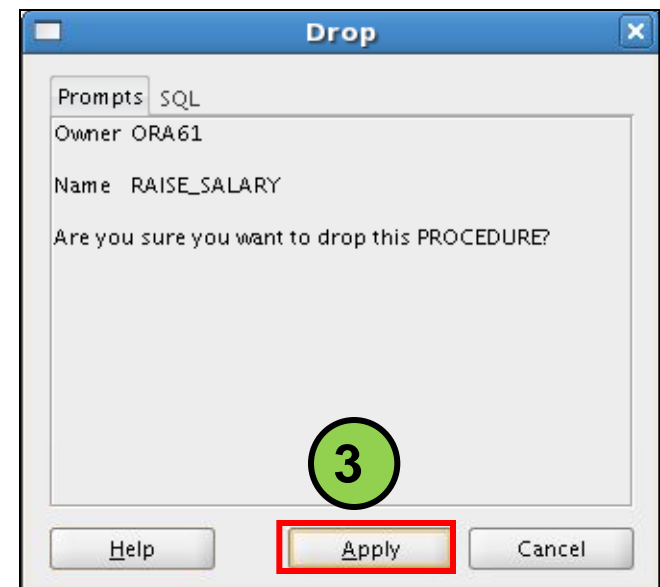 Drop
Prompts SQL
Owner ORA61
Name RAISE_SALARY
Are you sure you want to drop this PROCEDURE?
3
Help Apply Cancel